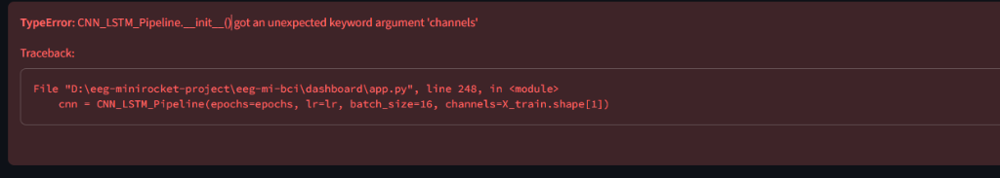 TypeError: CNN_LSTM_Pipeline.__init__() got an unexpected keyword argument 'channels'
Traceback:
File "D:\eeg-minirocket-project\eeg-mi-bci\dashboard\app.py", line 248, in <module>
cnn = CNN_LSTM_Pipeline(epochs=epochs, lr=lr, batch_size=16, channels=X_train.shape[1])